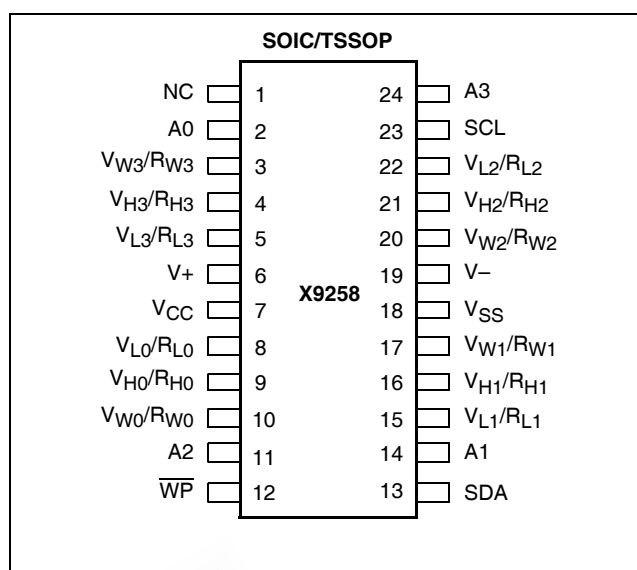 SOIC/TSSOP
NC 1 24 A3
A0 2 23 SCL
VW3/RW3 3 22 VL2/RL2
VH3/RH3 4 21 VH2/RH2
VL3/RL3 5 20 VW2/RW2
V+ 6 19 V–
X9258
VCC 7 18 VSS
VL0/RL0 8 17 VW1/RW1
VH0/RH0 9 16 VH1/RH1
VW0/RW0 10 15 VL1/RL1
A2 11 14 A1
W̅P̅ 12 13 SDA